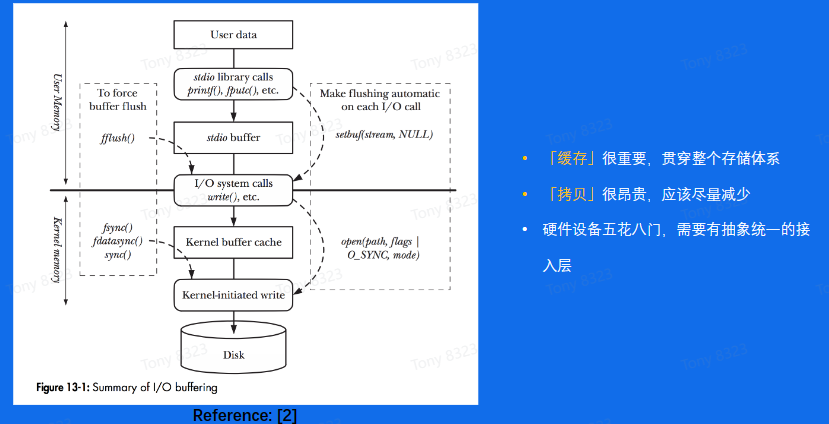 User data
stdio library calls
printf(), fputc(), etc.
To force
buffer flush
fflush()
Make flushing automatic
on each I/O call
setbuf(stream, NULL)
stdio buffer
User Memory
I/O system calls
write(), etc.
Kernel memory
fsync()
fdatasync()
sync()
Kernel buffer cache
open(path, flags |
O_SYNC, mode)
Kernel-initiated write
Disk
Figure 13-1: Summary of I/O buffering
Reference: [2]
• 「缓存」很重要，贯穿整个存储体系
• 「拷贝」很昂贵，应该尽量减少
• 硬件设备五花八门，需要有抽象统一的接
入层
Tony 8323
Tony 8323
Tony 8323
Tony 8323
Tony 8323
Tony 8323
Tony 8323
Tony 8323
Tony 8323
Tony 8323
Tony 8323
Tony 8323